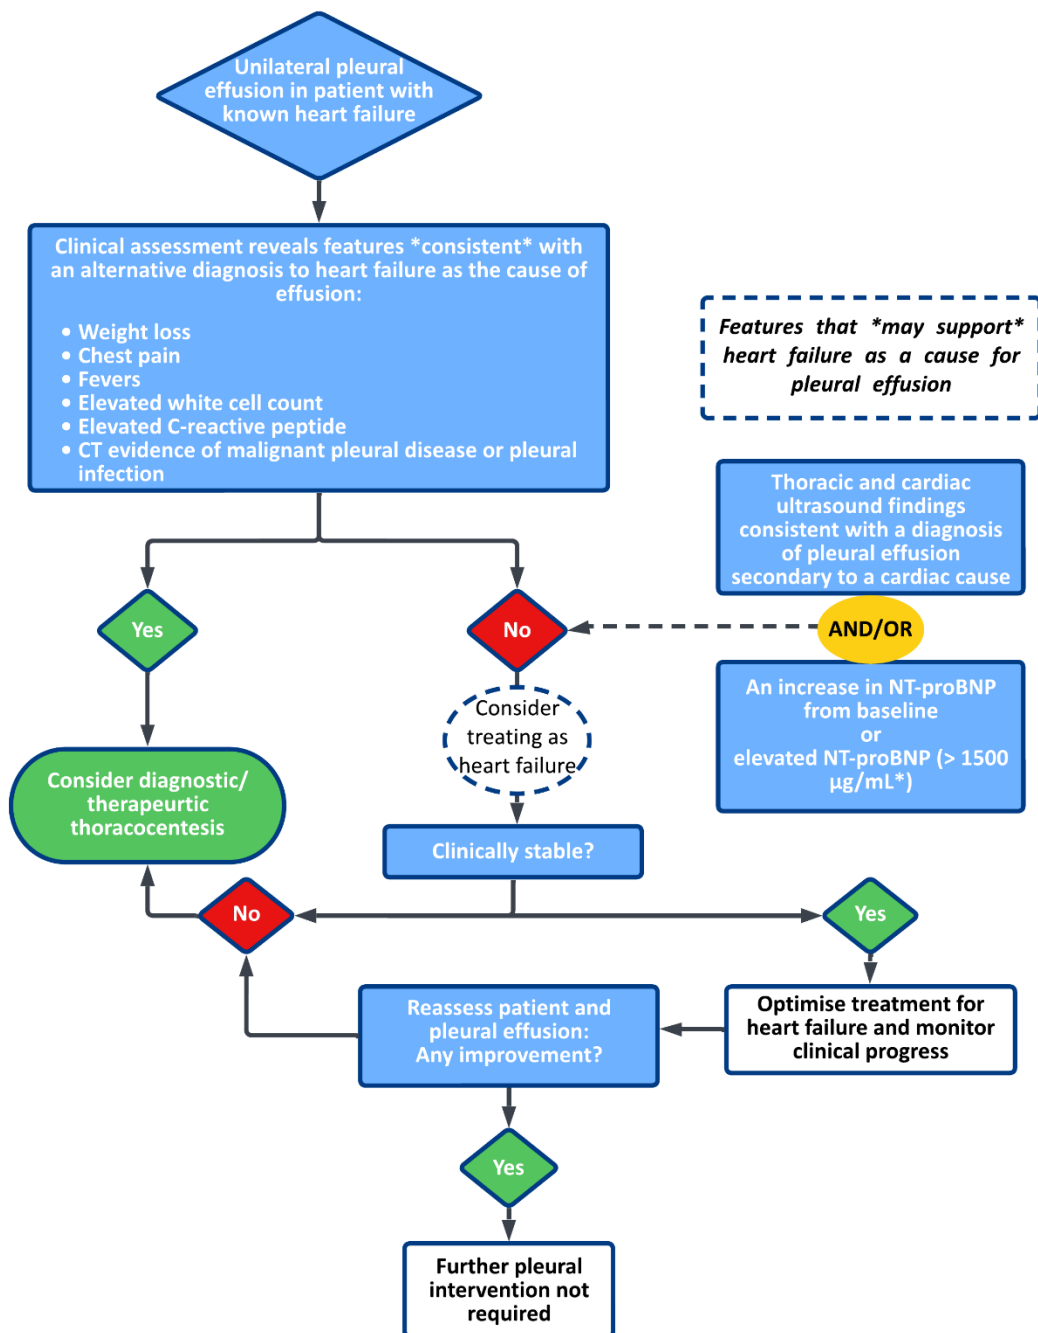 Unilateral pleural
effusion in patient with
known heart failure
Clinical assessment reveals features *consistent* with
an alternative diagnosis to heart failure as the cause of
effusion:
• Weight loss
• Chest pain
• Fevers
• Elevated white cell count
• Elevated C-reactive peptide
• CT evidence of malignant pleural disease or pleural
infection
Features that *may support*
heart failure as a cause for
pleural effusion
Thoracic and cardiac
ultrasound findings
consistent with a diagnosis
of pleural effusion
secondary to a cardiac cause
Yes
No
AND/OR
An increase in NT-proBNP
from baseline
or
elevated NT-proBNP (> 1500
µg/mL*)
Consider
treating as
heart failure
Consider diagnostic/
therapeurtic
thoracocentesis
Clinically stable?
No
Yes
Optimise treatment for
heart failure and monitor
clinical progress
Reassess patient and
pleural effusion:
Any improvement?
Yes
Further pleural
intervention not
required